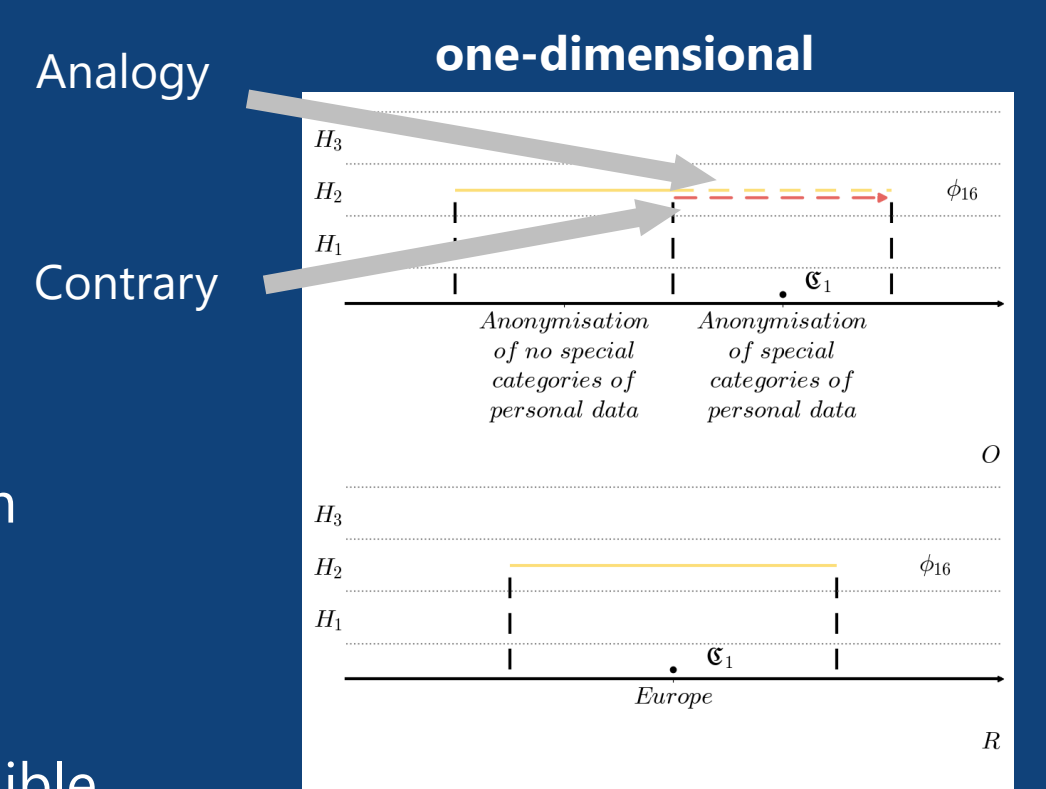 one-dimensional
Analogy
Contrary
H₃
H₂ ϕ₁₆
H₁
ℭ₁
Anonymisation Anonymisation
of no special of special
categories of categories of
personal data personal data
O
H₃
H₂ ϕ₁₆
H₁
ℭ₁
Europe
R